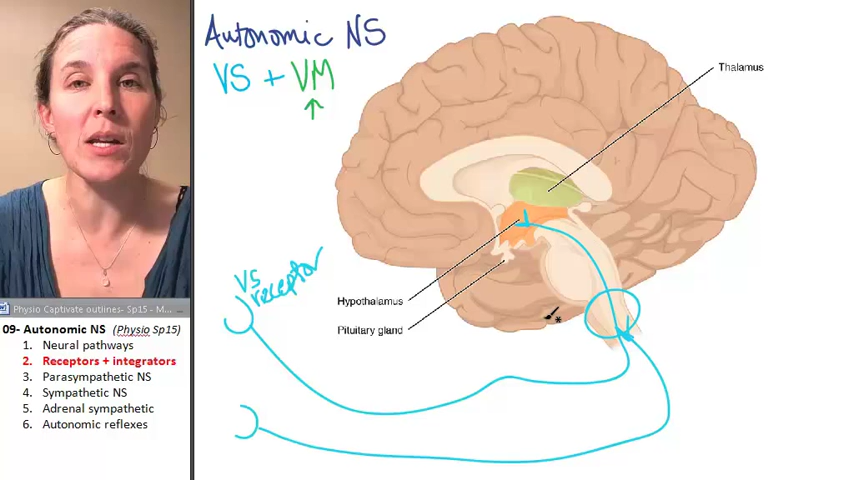 Autonomic NS
VS + VM
Thalamus
VS
receptor
Hypothalamus
Pituitary gland
Physio Captivate outlines- Sp15 - M...
09- Autonomic NS (Physio Sp15)
1. Neural pathways
2. Receptors + integrators
3. Parasympathetic NS
4. Sympathetic NS
5. Adrenal sympathetic
6. Autonomic reflexes